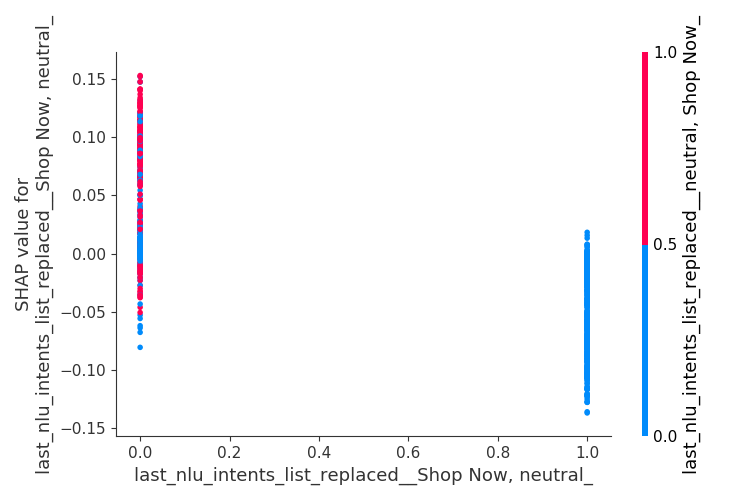 SHAP value for
last_nlu_intents_list_replaced__Shop Now, neutral_
0.15
0.10
0.05
0.00
−0.05
−0.10
−0.15
0.0 0.2 0.4 0.6 0.8 1.0
last_nlu_intents_list_replaced__Shop Now, neutral_
1.0
0.5
0.0
last_nlu_intents_list_replaced__neutral, Shop Now_